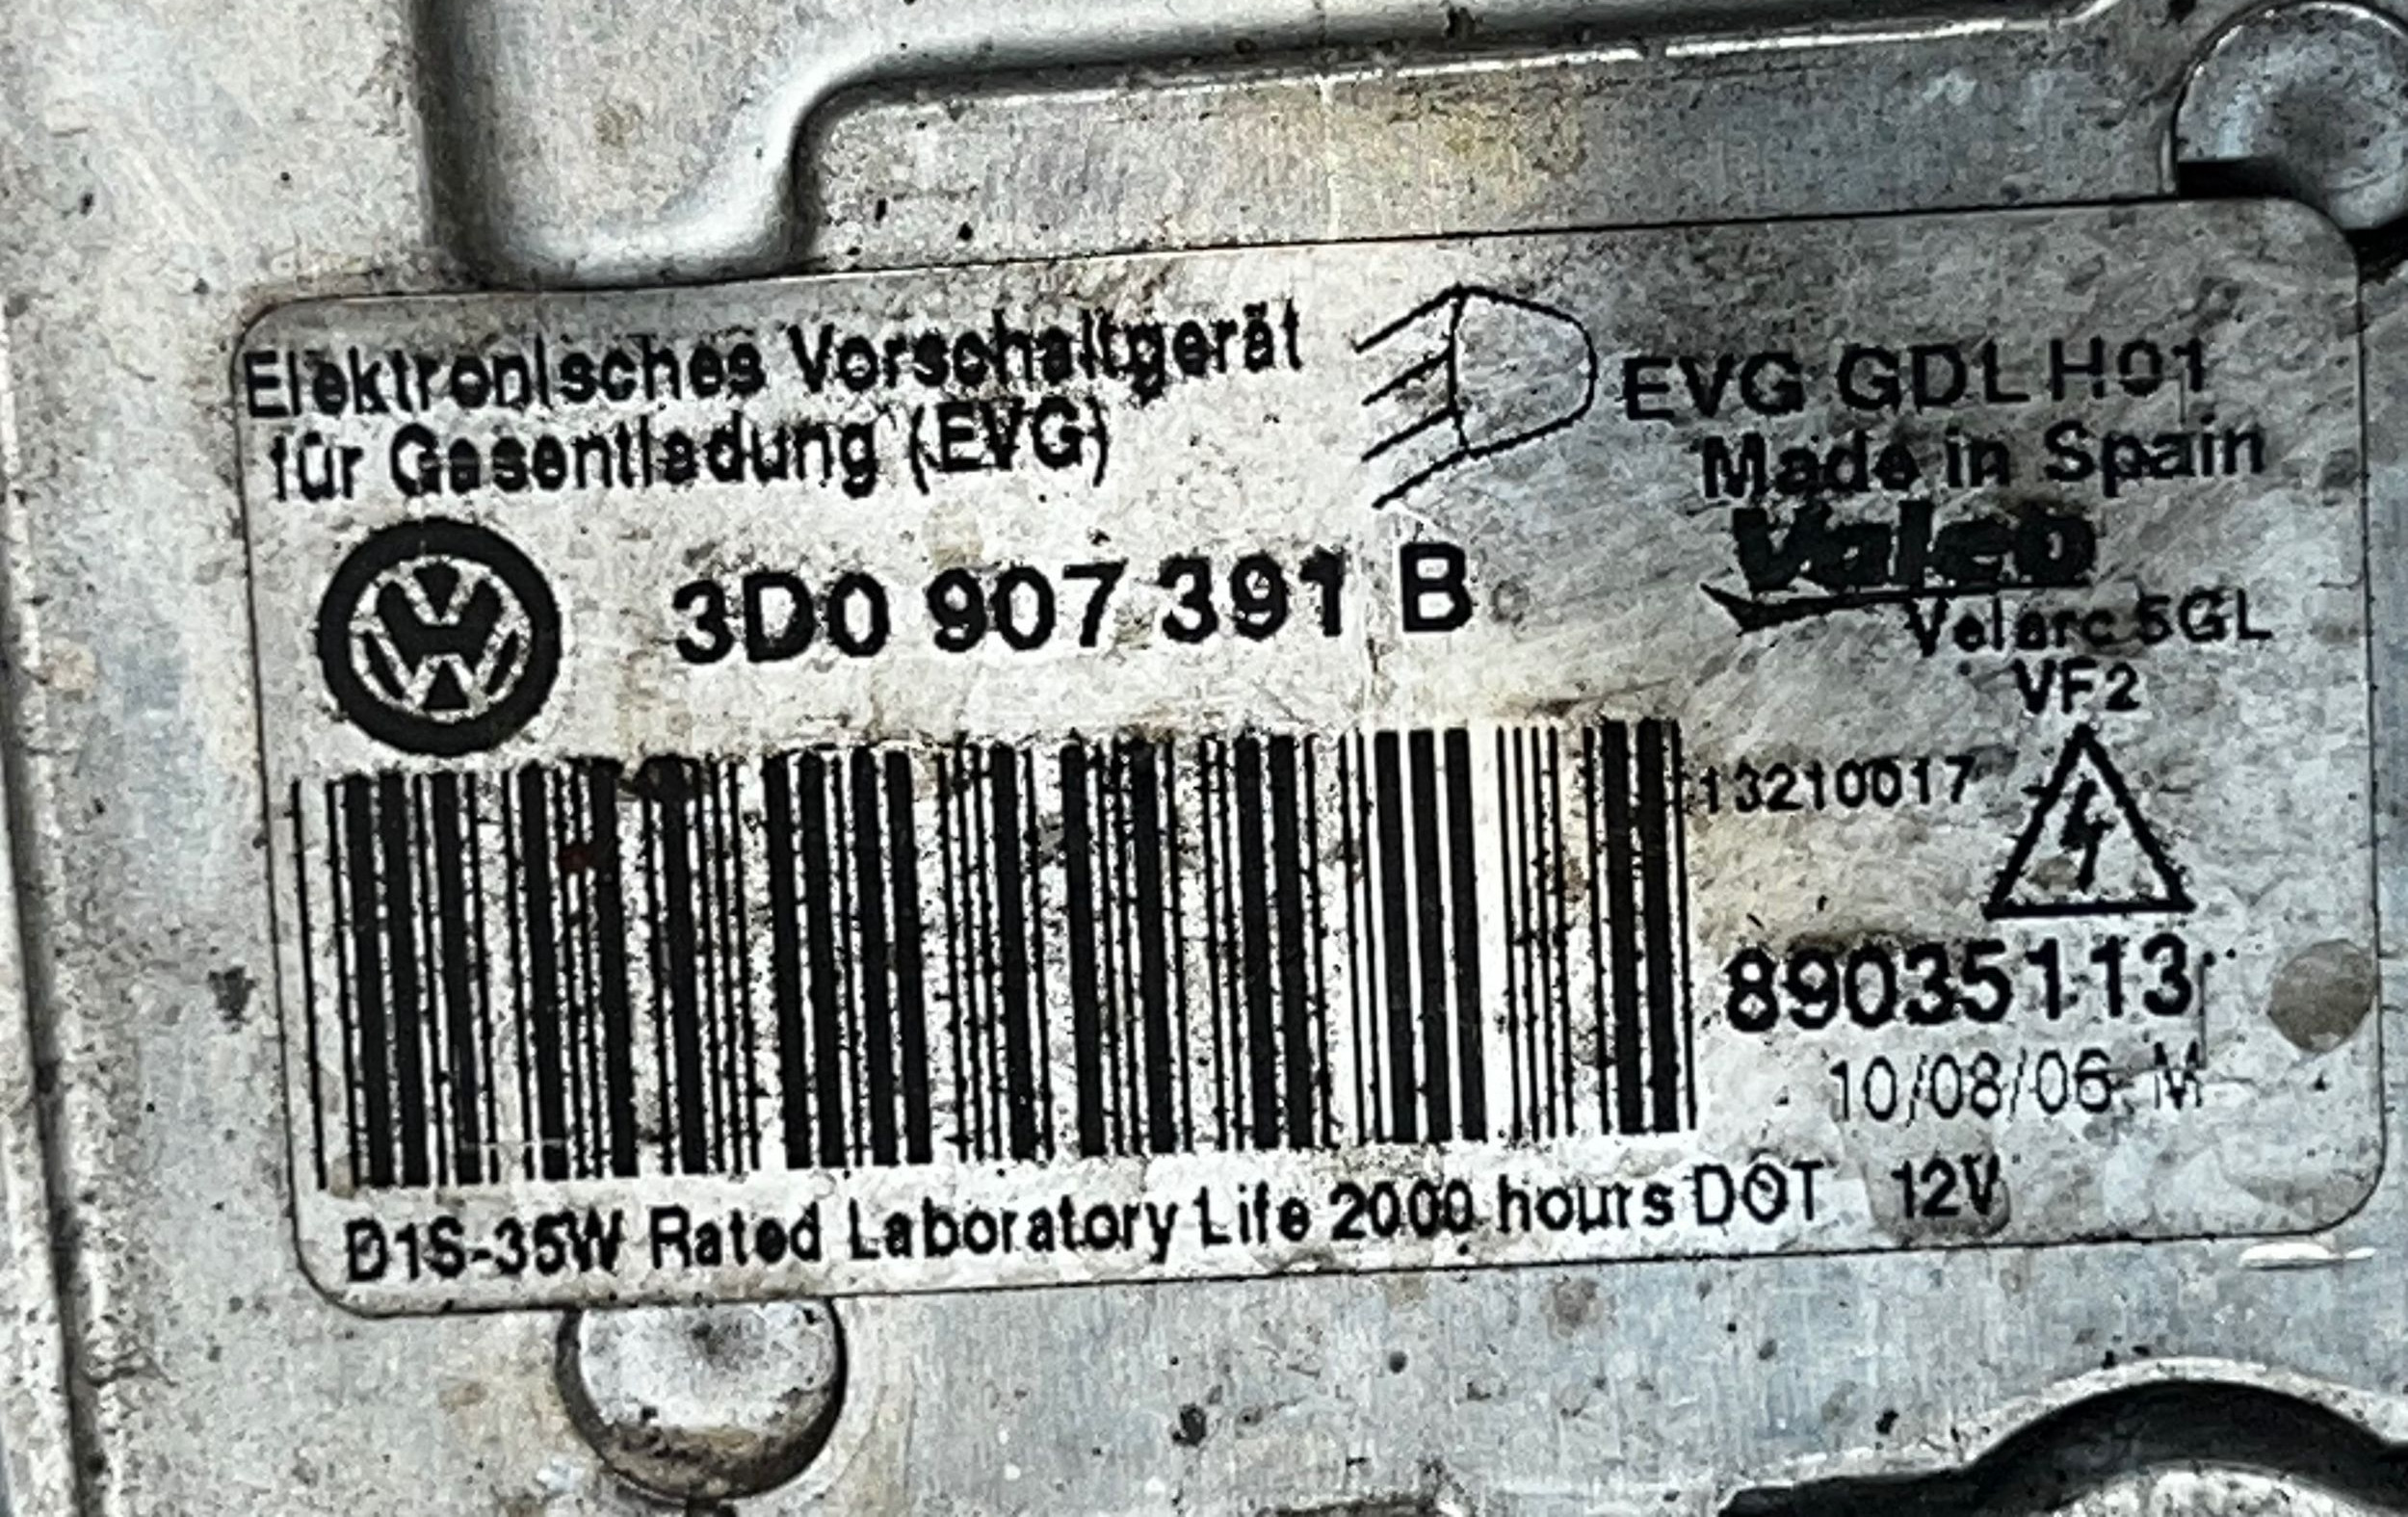 Elektronisches Vorschaltgerät
für Gasentladung (EVG)
EVG GDL H01
Made in Spain
Valeo
Velarc 5GL
VF2
3D0 907 391 B
13210017
89035113
10/08/06 M
D1S-35W Rated Laboratory Life 2000 hours DOT 12V